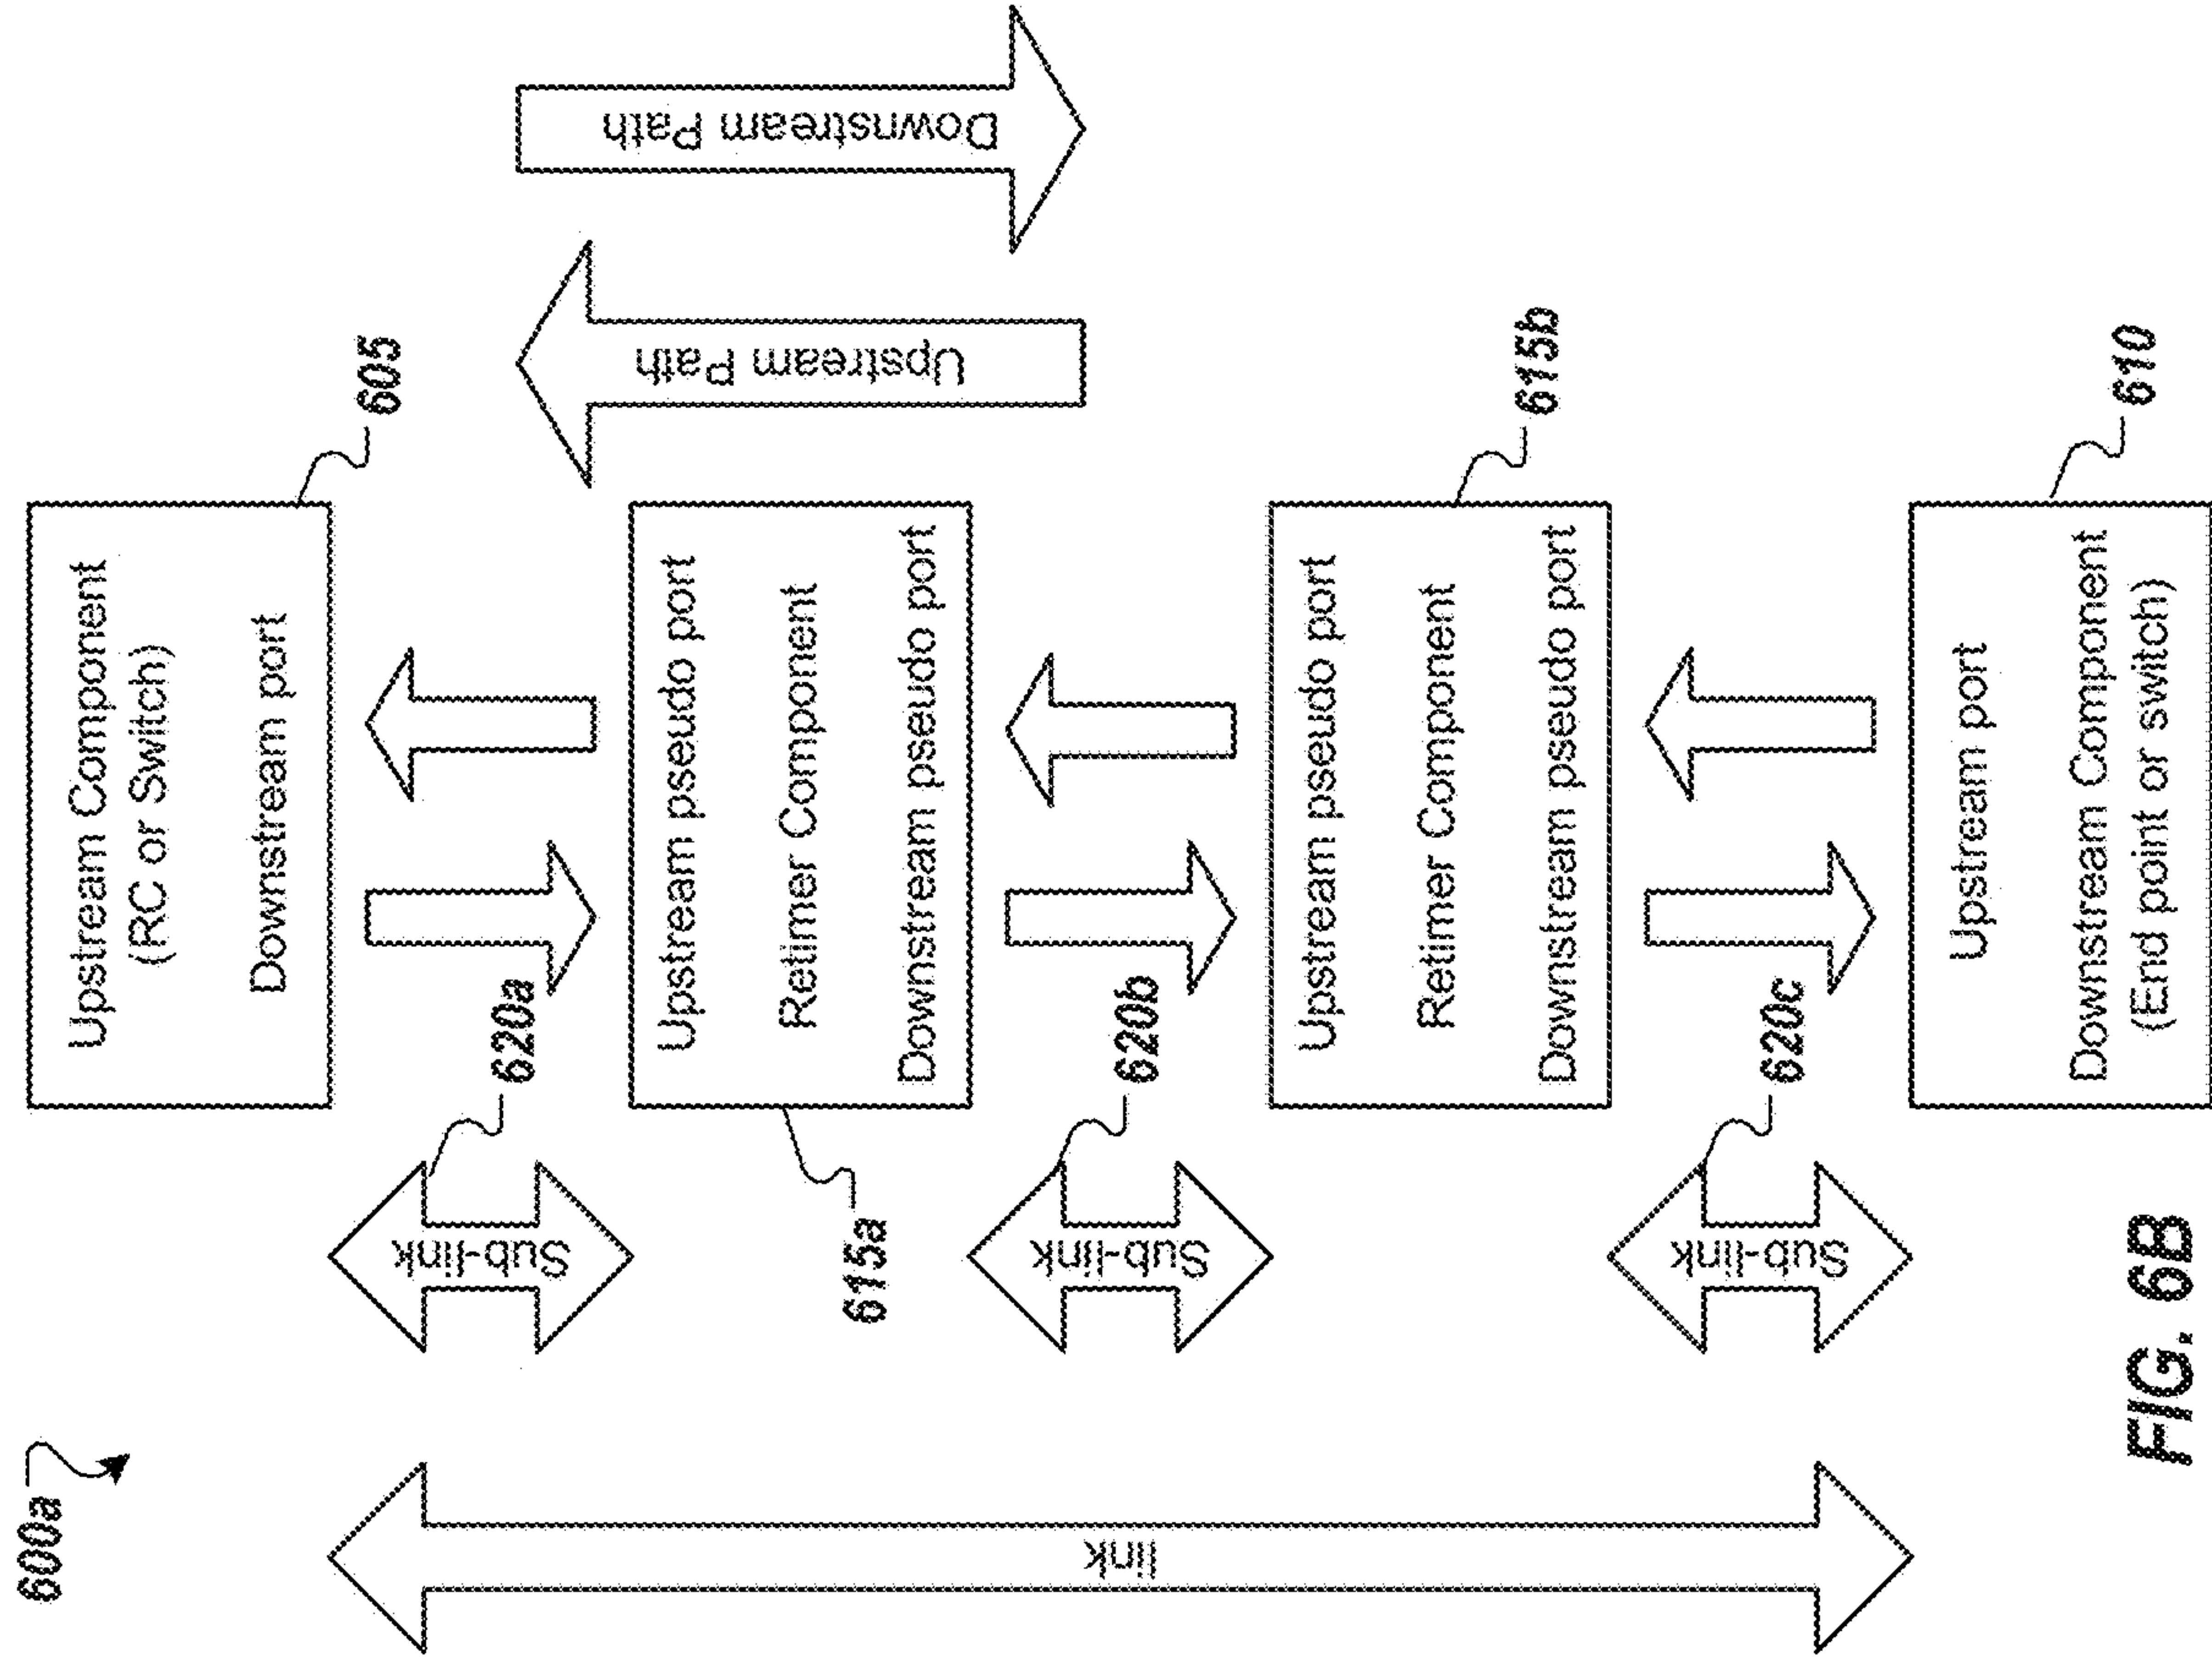 600a
link
Sub-link
620a
Upstream Component
(RC or Switch)
Downstream port
605
615a
Upstream pseudo port
Retimer Component
Downstream pseudo port
Upstream Path
Downstream Path
Sub-link
620b
Upstream pseudo port
Retimer Component
Downstream pseudo port
615b
Sub-link
620c
Upstream port
Downstream Component
(End point or switch)
610
FIG. 6B